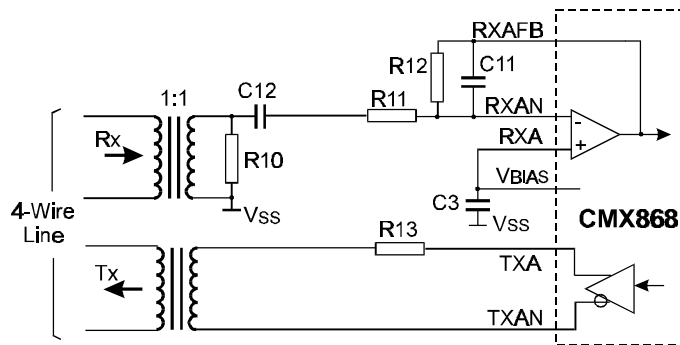 RXAFB
R12
C11
1:1
C12
R11
RXAN
Rx
R10
RXA
VBIAS
4-Wire
Line
VSS
C3
VSS
CMX868
R13
Tx
TXA
TXAN
-
+